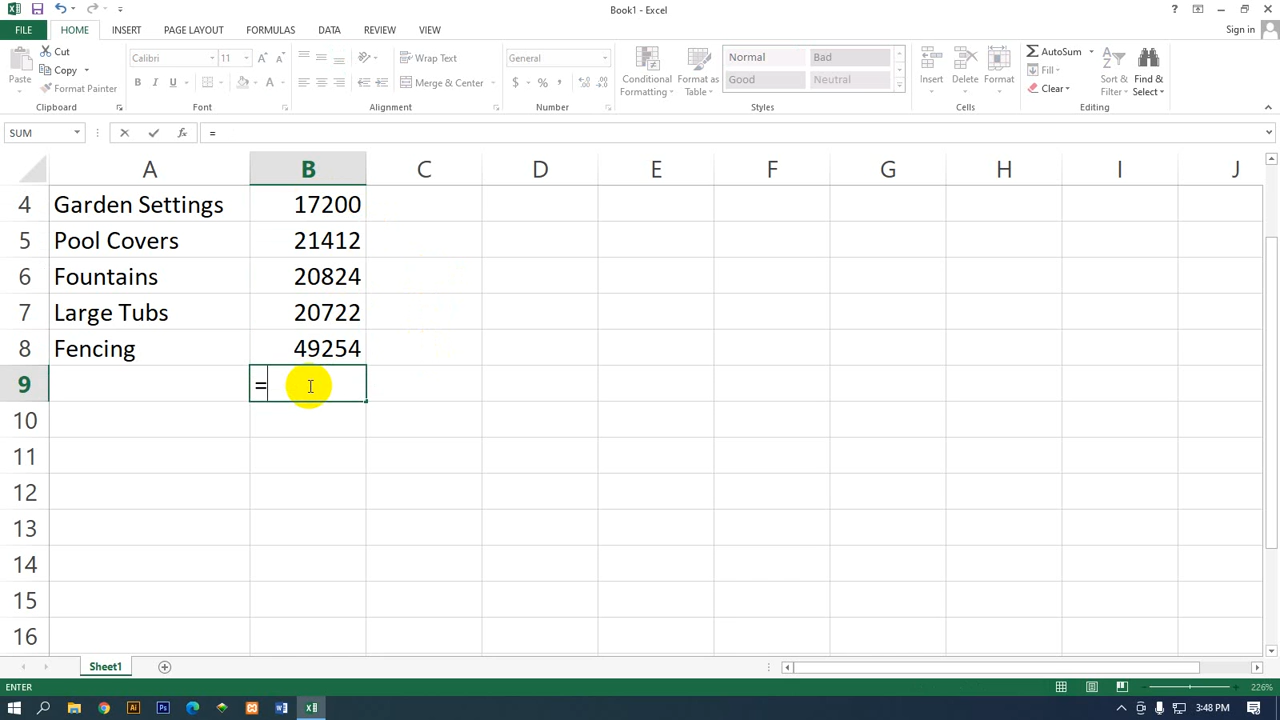 Book1 - Excel
FILE HOME INSERT PAGE LAYOUT FORMULAS DATA REVIEW VIEW Sign in
Paste Cut Copy Format Painter Clipboard
Calibri 11 B I U A A A Font
Wrap Text Merge & Center Alignment
General $ % , Number
Conditional Formatting Format as Table Normal Bad Good Neutral Styles
Insert Delete Format Cells
AutoSum Fill Clear Sort & Filter Find & Select Editing
SUM fx =
A B C D E F G H I J
4 Garden Settings 17200
5 Pool Covers 21412
6 Fountains 20824
7 Large Tubs 20722
8 Fencing 49254
9 =
10
11
12
13
14
15
16
Sheet1
ENTER 226%
3:48 PM